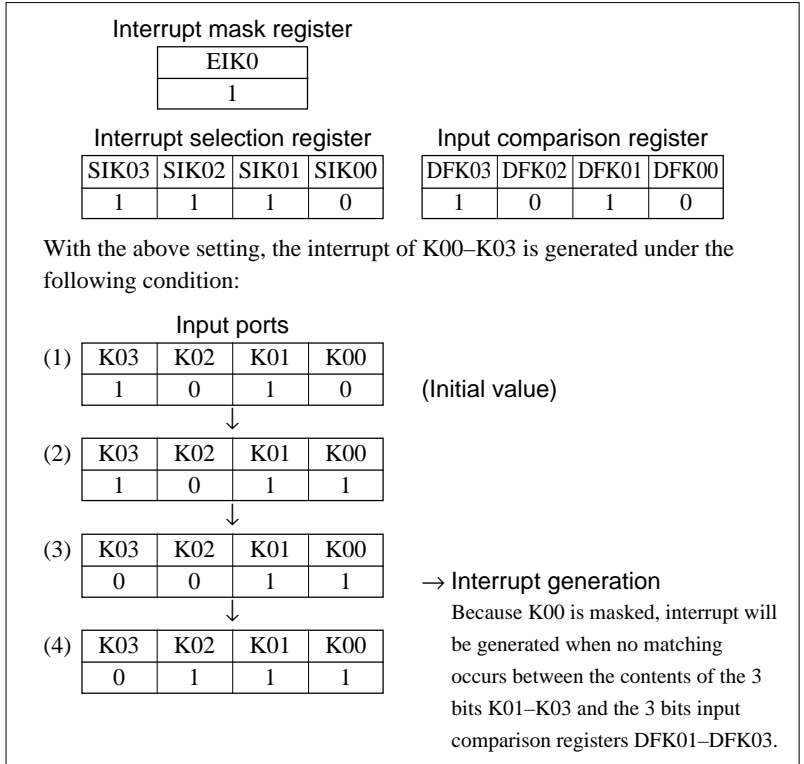 Interrupt mask register
EIK0
1
Interrupt selection register
SIK03 SIK02 SIK01 SIK00
1 1 1 0
Input comparison register
DFK03 DFK02 DFK01 DFK00
1 0 1 0
With the above setting, the interrupt of K00–K03 is generated under the
following condition:
Input ports
(1) K03 K02 K01 K00
1 0 1 0 (Initial value)
↓
(2) K03 K02 K01 K00
1 0 1 1
↓
(3) K03 K02 K01 K00
0 0 1 1
↓
(4) K03 K02 K01 K00
0 1 1 1
→ Interrupt generation
Because K00 is masked, interrupt will
be generated when no matching
occurs between the contents of the 3
bits K01–K03 and the 3 bits input
comparison registers DFK01–DFK03.